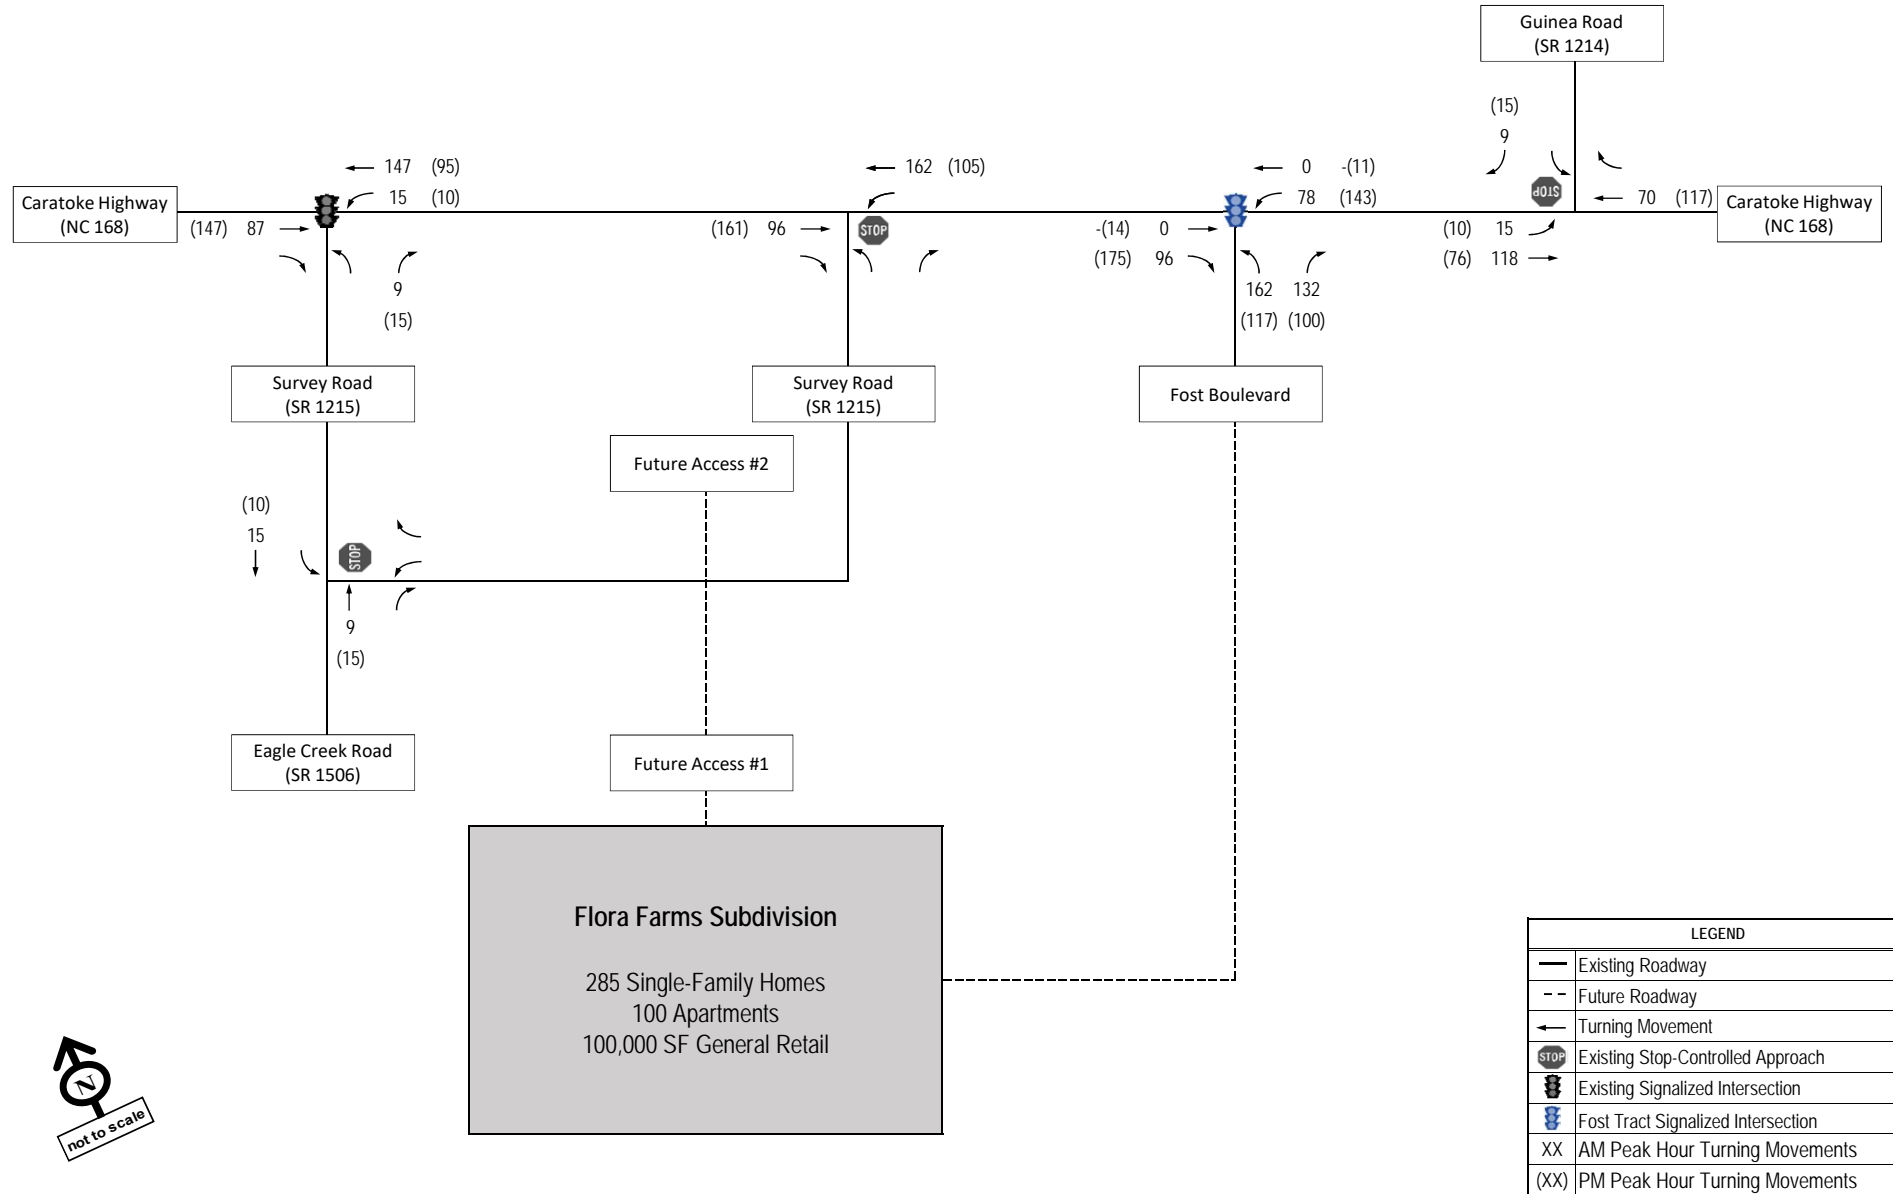 Guinea Road
(SR 1214)
(15)
9
147 (95)
162 (105)
0 -(11)
15 (10)
78 (143)
STOP
70 (117)
Caratoke Highway
(NC 168)
Caratoke Highway
(NC 168)
(147) 87
(161) 96
STOP
-(14) 0
(10) 15
(175) 96
(76) 118
9
(15)
162 132
(117) (100)
Survey Road
(SR 1215)
Survey Road
(SR 1215)
Fost Boulevard
Future Access #2
(10)
15
STOP
9
(15)
Eagle Creek Road
(SR 1506)
Future Access #1
Flora Farms Subdivision
285 Single-Family Homes
100 Apartments
100,000 SF General Retail
N
not to scale
LEGEND
Existing Roadway
Future Roadway
Turning Movement
STOP Existing Stop-Controlled Approach
Existing Signalized Intersection
Fost Tract Signalized Intersection
XX AM Peak Hour Turning Movements
(XX) PM Peak Hour Turning Movements